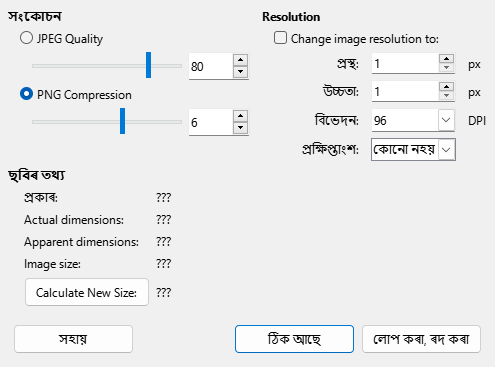 সংকোচন
JPEG Quality
80
PNG Compression
6
Resolution
Change image resolution to:
প্ৰস্থ: 1 px
উচ্চতা: 1 px
বিভেদন: 96 DPI
প্ৰক্ষিপ্তাংশ: কোনো নহয়
ছবিৰ তথ্য
প্ৰকাৰ: ???
Actual dimensions: ???
Apparent dimensions: ???
Image size: ???
Calculate New Size: ???
সহায়
ঠিক আছে
লোপ কৰা, ৰদ কৰা